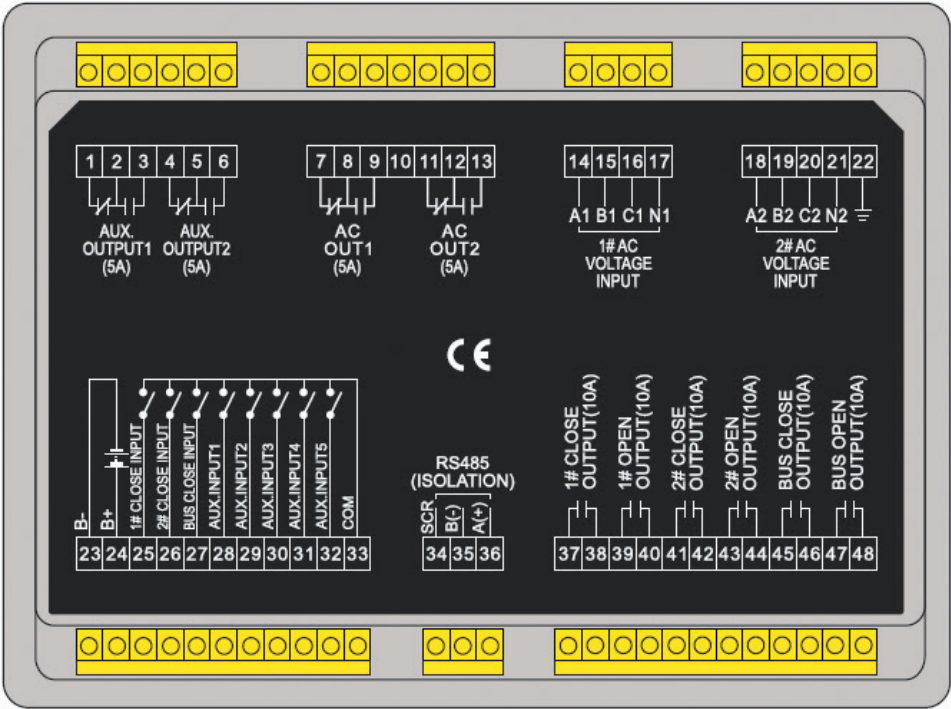 1 2 3 4 5 6
AUX.
OUTPUT1
(5A)
AUX.
OUTPUT2
(5A)
7 8 9 10 11 12 13
AC
OUT1
(5A)
AC
OUT2
(5A)
14 15 16 17
A1 B1 C1 N1
1# AC
VOLTAGE
INPUT
18 19 20 21 22
A2 B2 C2 N2
2# AC
VOLTAGE
INPUT
CE
B-
B+
1# CLOSE INPUT
2# CLOSE INPUT
BUS CLOSE INPUT
AUX.INPUT1
AUX.INPUT2
AUX.INPUT3
AUX.INPUT4
AUX.INPUT5
COM
23 24 25 26 27 28 29 30 31 32 33
RS485
(ISOLATION)
SCR
B(-)
A(+)
34 35 36
1# CLOSE
OUTPUT(10A)
1# OPEN
OUTPUT(10A)
2# CLOSE
OUTPUT(10A)
2# OPEN
OUTPUT(10A)
BUS CLOSE
OUTPUT(10A)
BUS OPEN
OUTPUT(10A)
37 38 39 40 41 42 43 44 45 46 47 48